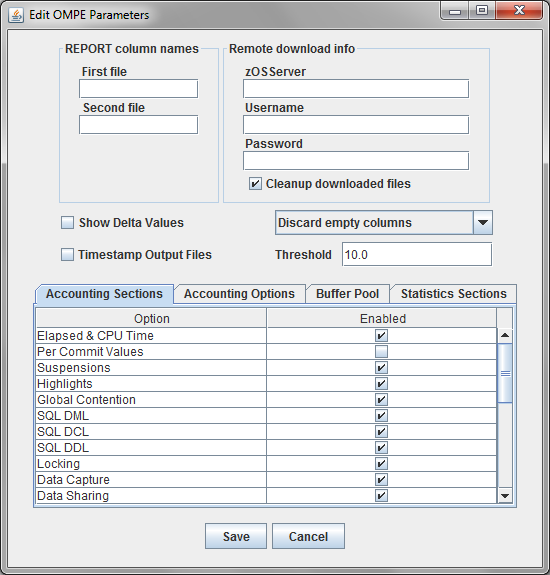 Edit OMPE Parameters
REPORT column names
Remote download info
First file
zOSServer
Second file
Username
Password
Cleanup downloaded files
Show Delta Values
Discard empty columns
Timestamp Output Files
Threshold
10.0
Accounting Sections
Accounting Options
Buffer Pool
Statistics Sections
Option
Enabled
Elapsed & CPU Time
Per Commit Values
Suspensions
Highlights
Global Contention
SQL DML
SQL DCL
SQL DDL
Locking
Data Capture
Data Sharing
Save
Cancel